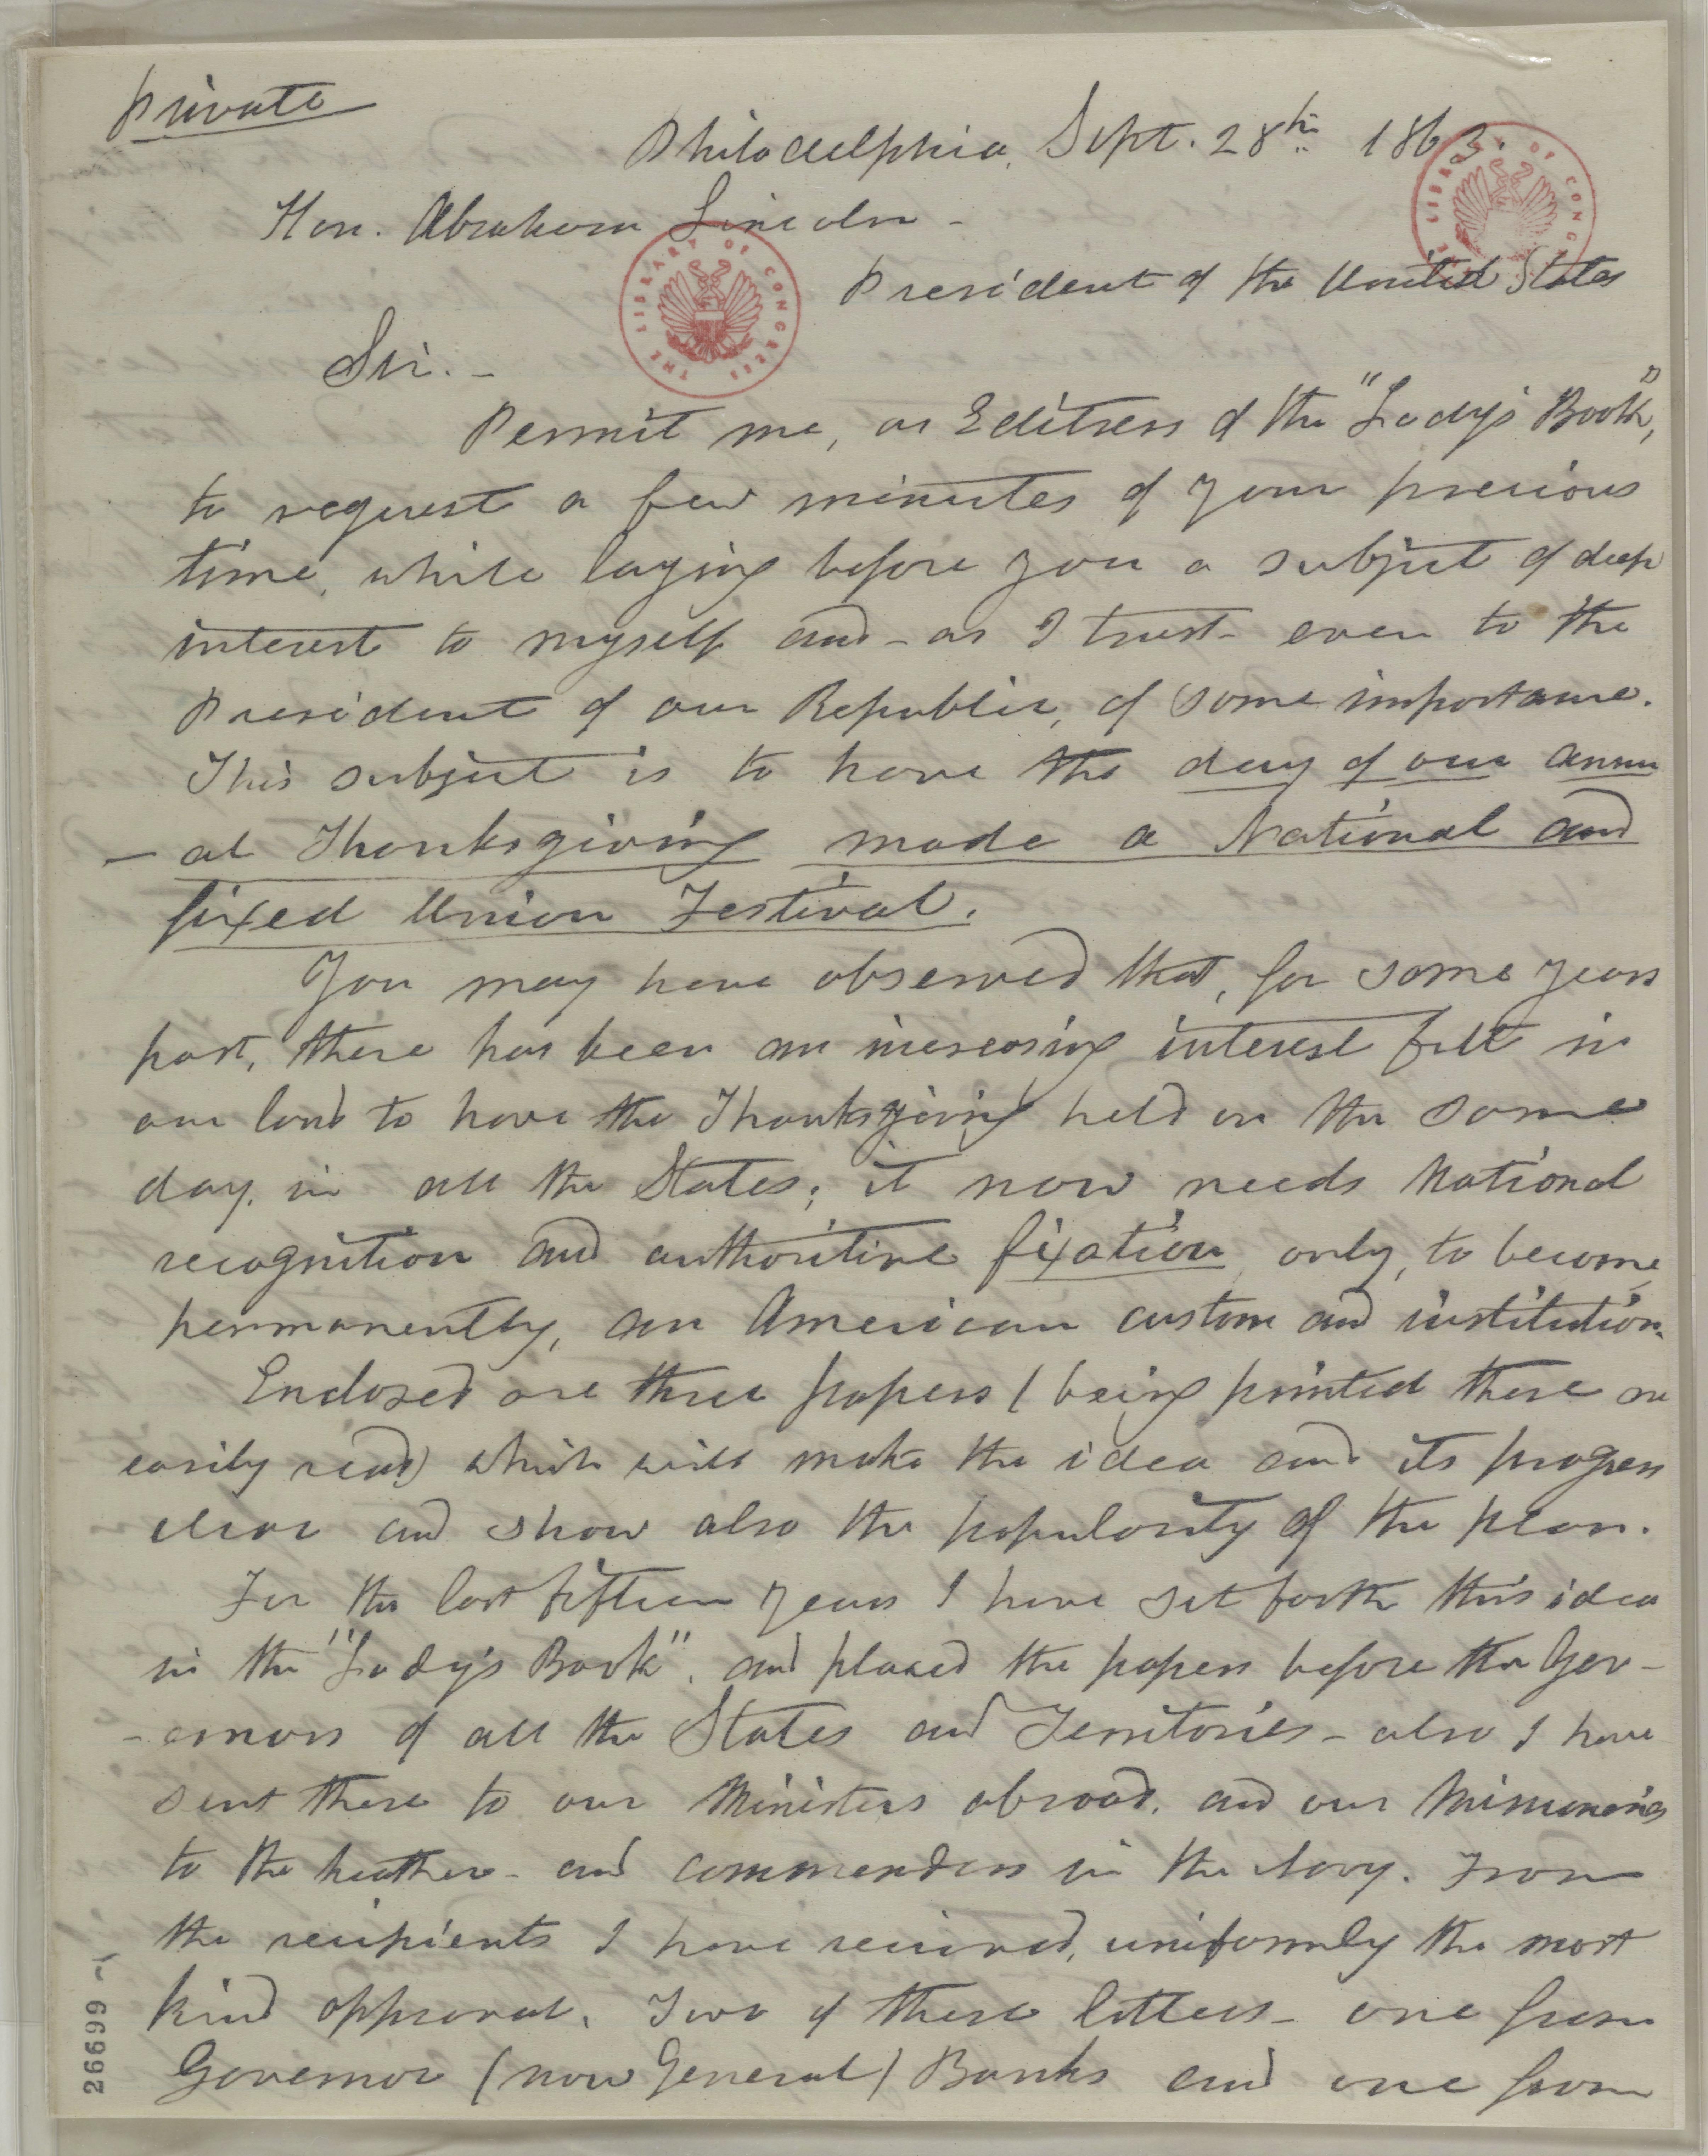 Private
Philadelphia, Sept. 28th 1863.
Hon. Abraham Lincoln -
President of the United States
THE LIBRARY OF CONGRESS
THE LIBRARY OF CONG
Sir. -
Permit me, as Editress of the "Lady's Book",
to request a few minutes of your precious
time, while laying before you a subject of deep
interest to myself and - as I trust - even to the
President of our Republic, of some importance.
This subject is to have the day of our annu
- al Thanksgiving made a National and
fixed Union Festival.
You may have observed that, for some years
past, there has been an increasing interest felt in
our land to have the Thanksgiving held on the same
day, in all the States; it now needs National
recognition and authoritive fixation, only, to become
permanently, an American custom and institution.
Enclosed are three papers (being printed these are
easily read) which will make the idea and its progress
clear and show also the popularity of the plan.
For the last fifteen years I have set forth this idea
in the "Lady's Book", and placed the papers before the Gov-
- ernors of all the States and Territories - also I have
sent these to our Ministers abroad, and our Missionaries
to the heathen - and commanders in the Navy. From
the recipients I have received, uniformly the most
kind approval. Two of these letters - one from
Governor (now General) Banks and one from
26699-1